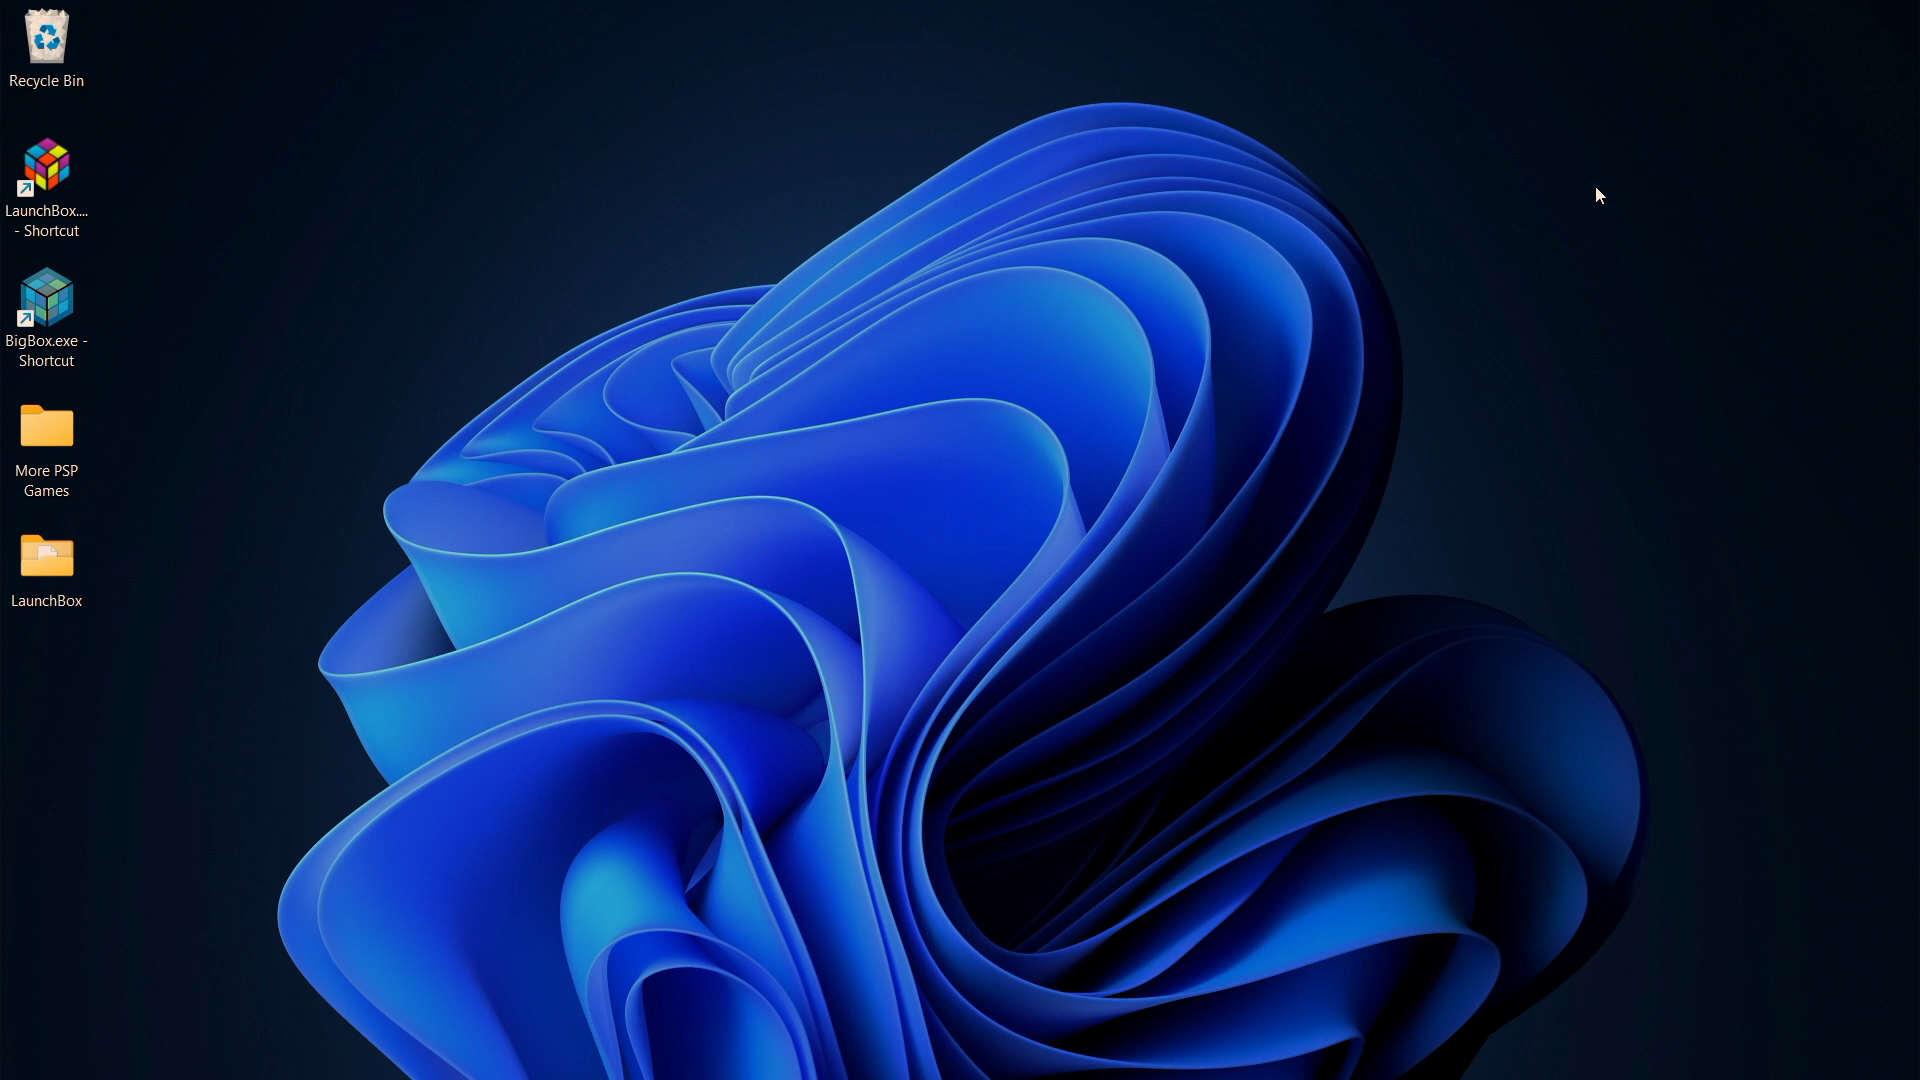 Recycle Bin
LaunchBox....
- Shortcut
BigBox.exe -
Shortcut
More PSP
Games
LaunchBox